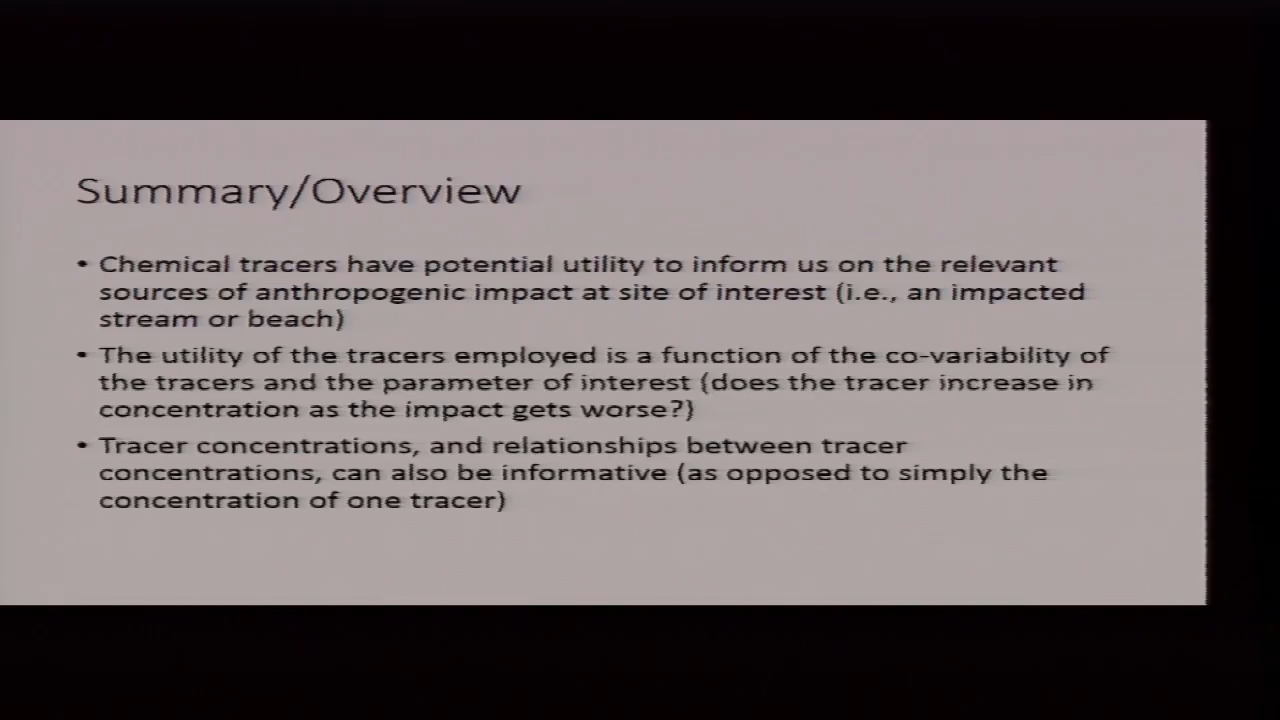 Summary/Overview
• Chemical tracers have potential utility to inform us on the relevant
sources of anthropogenic impact at site of interest (i.e., an impacted
stream or beach)
• The utility of the tracers employed is a function of the co-variability of
the tracers and the parameter of interest (does the tracer increase in
concentration as the impact gets worse?)
• Tracer concentrations, and relationships between tracer
concentrations, can also be informative (as opposed to simply the
concentration of one tracer)